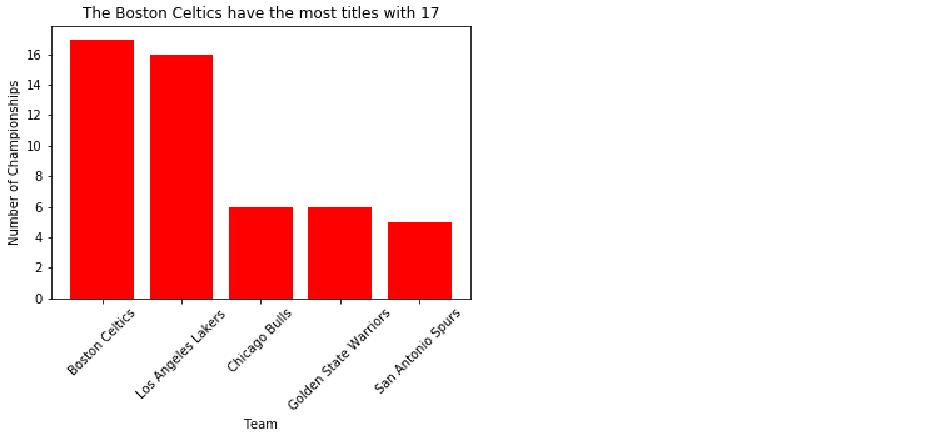 The Boston Celtics have the most titles with 17
Number of Championships
16
14
12
10
8
6
4
2
0
Boston Celtics
Los Angeles Lakers
Chicago Bulls
Golden State Warriors
San Antonio Spurs
Team